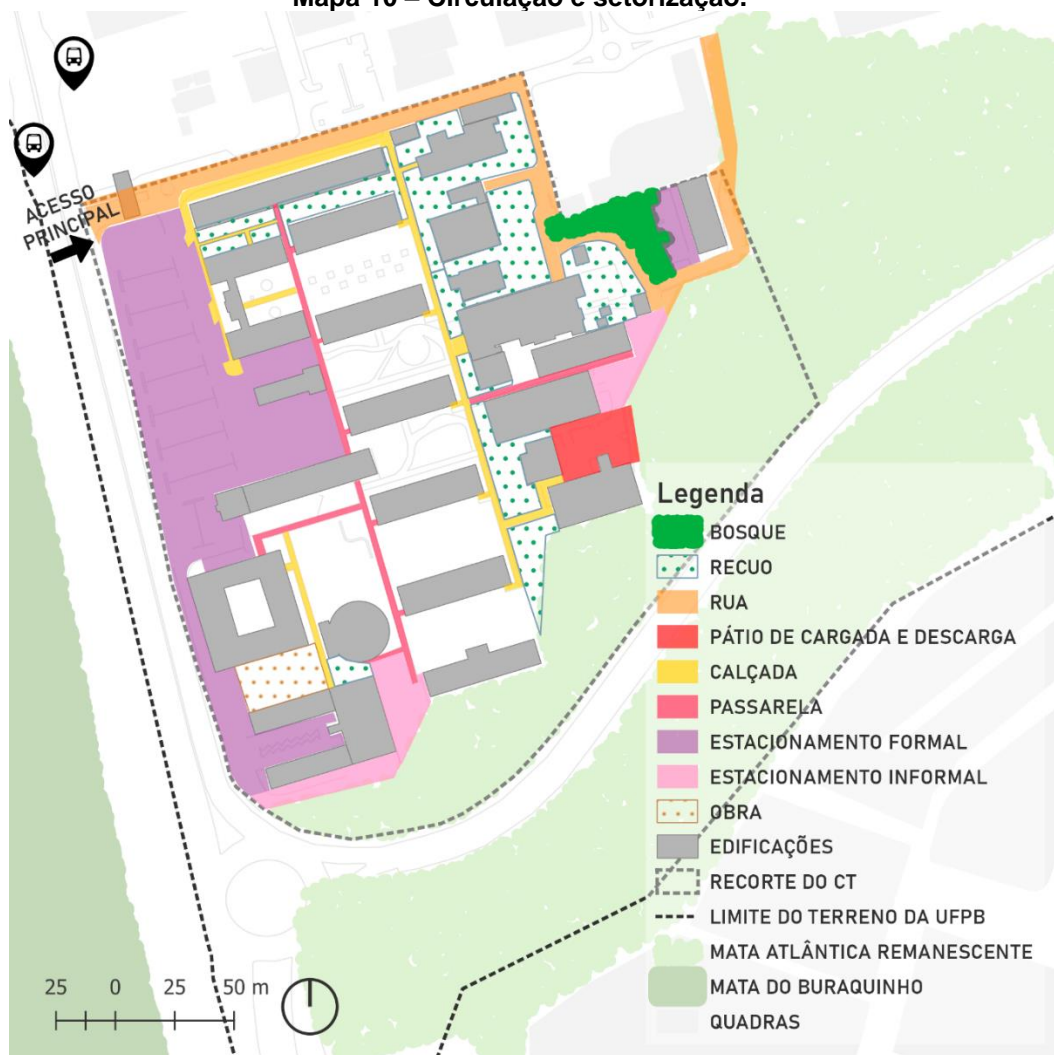 Mapa 10 – Circulação e setorização.
ACESSO
PRINCIPAL
Legenda
BOSQUE
RECUO
RUA
PÁTIO DE CARGADA E DESCARGA
CALÇADA
PASSARELA
ESTACIONAMENTO FORMAL
ESTACIONAMENTO INFORMAL
OBRA
EDIFICAÇÕES
RECORTE DO CT
LIMITE DO TERRENO DA UFPB
MATA ATLÂNTICA REMANESCENTE
MATA DO BURAQUINHO
QUADRAS
25 0 25 50 m